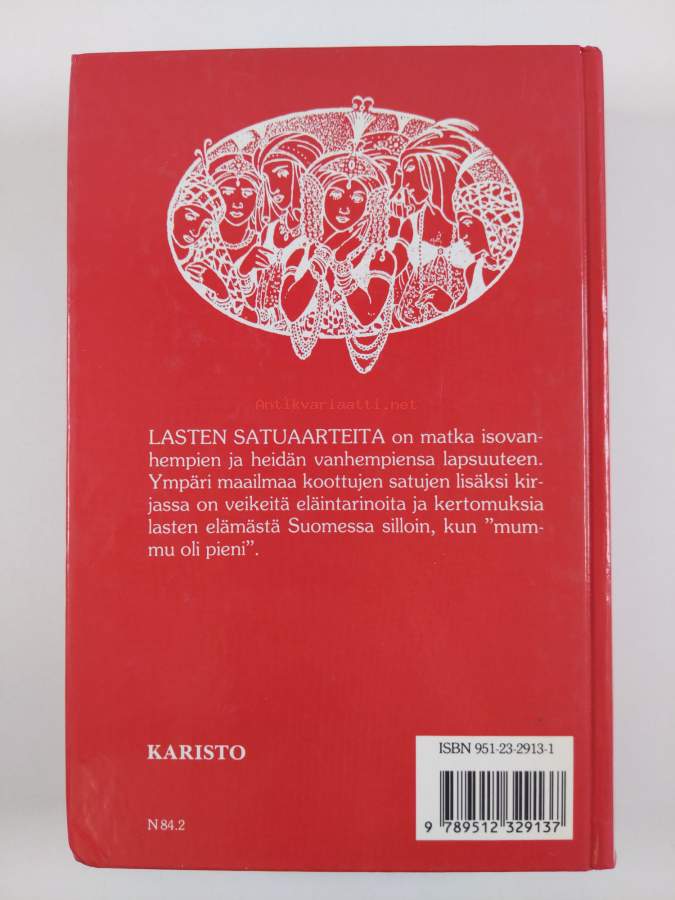 Antikvariaatti.net
LASTEN SATUAARTEITA on matka isovan-
hempien ja heidän vanhempiensa lapsuuteen.
Ympäri maailmaa koottujen satujen lisäksi kir-
jassa on veikeitä eläintarinoita ja kertomuksia
lasten elämästä Suomessa silloin, kun ”mum-
mu oli pieni”.
KARISTO
ISBN 951-23-2913-1
N 84.2
9 789512 329137